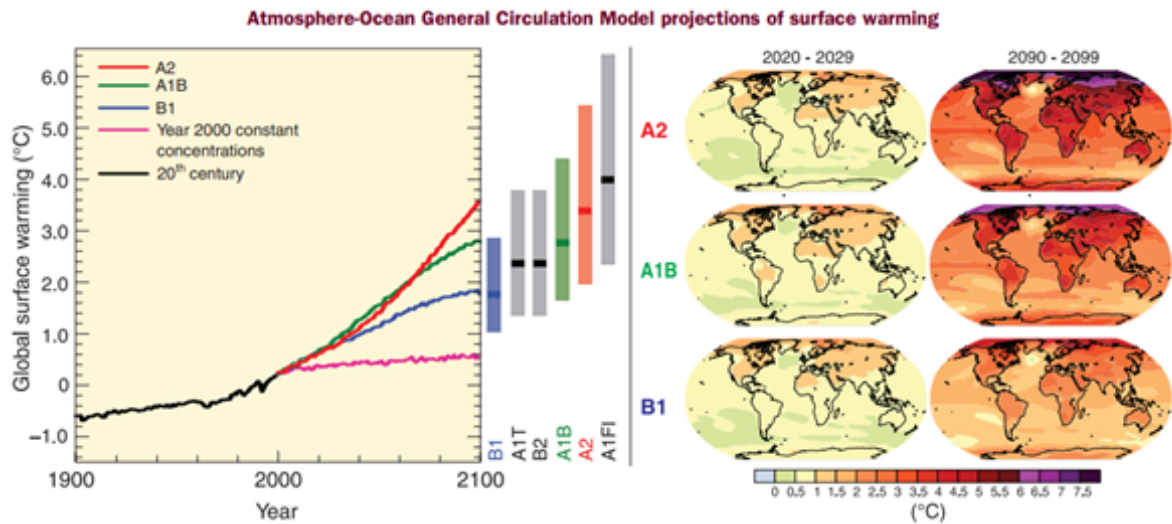 Atmosphere-Ocean General Circulation Model projections of surface warming
Global surface warming (°C)
6.0
5.0
4.0
3.0
2.0
1.0
0
−1.0
A2
A1B
B1
Year 2000 constant
concentrations
20th century
1900
2000
2100
Year
B1
A1T
B2
A1B
A2
A1FI
2020 - 2029
2090 - 2099
A2
A1B
B1
0 0,5 1 1,5 2 2,5 3 3,5 4 4,5 5 5,5 6 6,5 7 7,5
(°C)